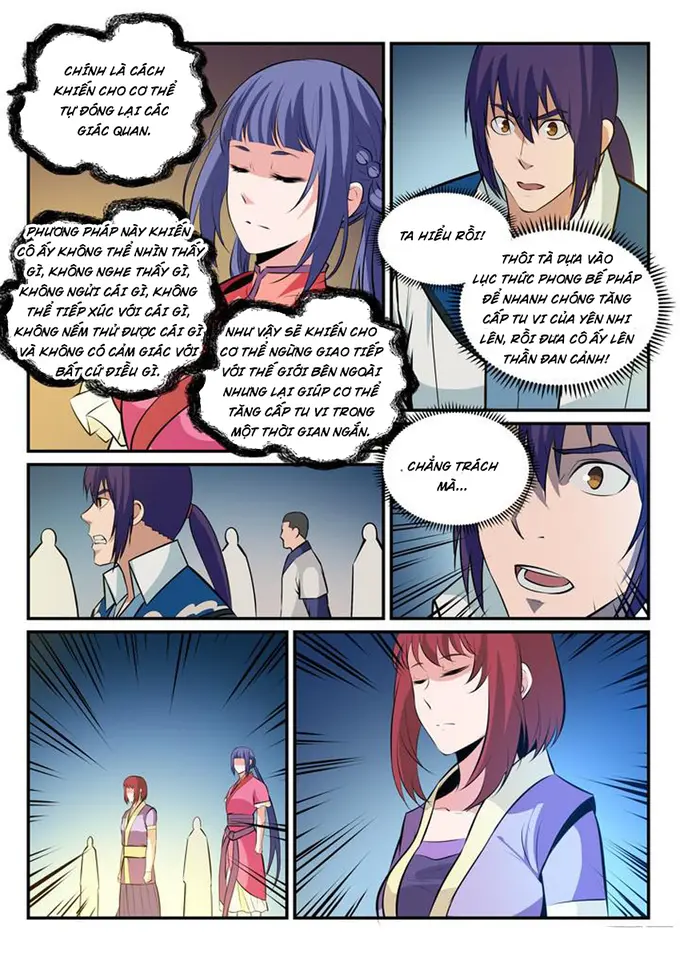 CHÍNH LÀ CÁCH
KHIẾN CHO CƠ THỂ
TỰ ĐÓNG LẠI CÁC
GIÁC QUAN.
PHƯƠNG PHÁP NÀY KHIẾN
CÔ ẤY KHÔNG THỂ NHÌN THẤY
GÌ, KHÔNG NGHE THẤY GÌ,
KHÔNG NGỬI CÁI GÌ, KHÔNG
THỂ TIẾP XÚC VỚI CÁI GÌ,
KHÔNG NẾM THỬ ĐƯỢC CÁI GÌ
VÀ KHÔNG CÓ CẢM GIÁC VỚI
BẤT CỨ ĐIỀU GÌ.
NHƯ VẬY SẼ KHIẾN CHO
CƠ THỂ NGỪNG GIAO TIẾP
VỚI THẾ GIỚI BÊN NGOÀI
NHƯNG LẠI GIÚP CƠ THỂ
TĂNG CẤP TU VI TRONG
MỘT THỜI GIAN NGẮN.
TA HIỂU RỒI!
THÔI TÀ DỰA VÀO
LỤC THỨC PHONG BẾ PHÁP
ĐỂ NHANH CHÓNG TĂNG
CẤP TU VI CỦA YÊN NHI
LÊN, RỒI ĐƯA CÔ ẤY LÊN
THẦN ĐAN CẢNH!
CHẲNG TRÁCH
MÀ...